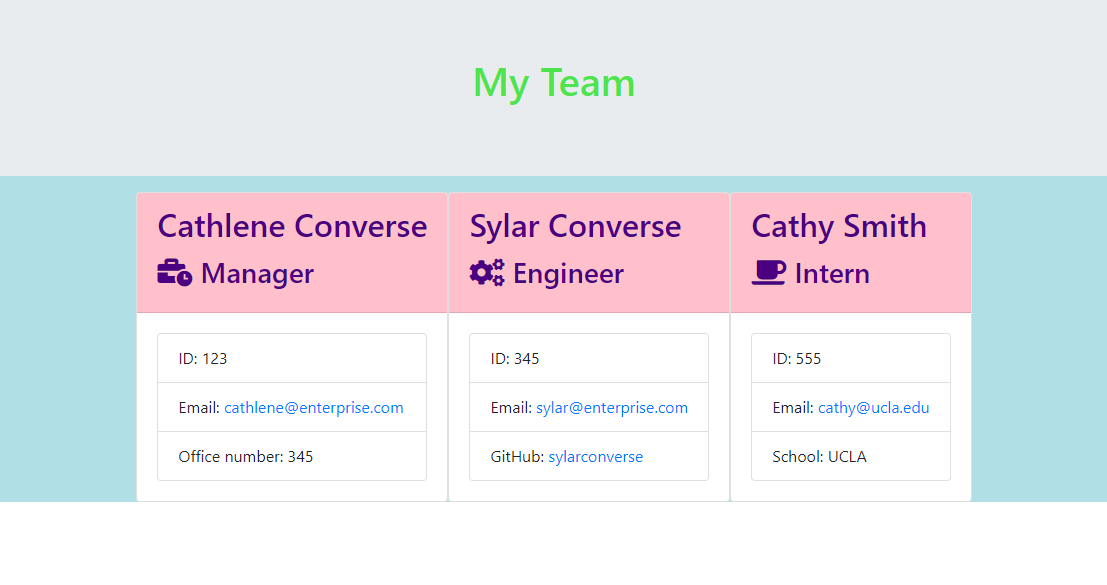 My Team
Cathlene Converse
Manager
ID: 123
Email: cathlene@enterprise.com
Office number: 345
Sylar Converse
Engineer
ID: 345
Email: sylar@enterprise.com
GitHub: sylarconverse
Cathy Smith
Intern
ID: 555
Email: cathy@ucla.edu
School: UCLA